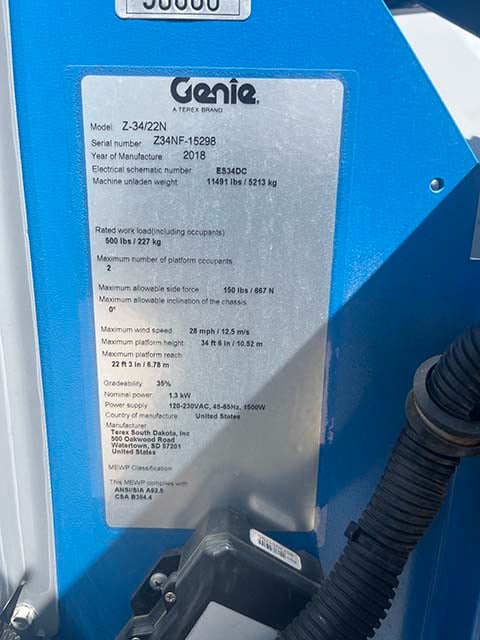 Genie
A TEREX BRAND
Model: Z-34/22N
Serial number: Z34NF-15298
Year of Manufacture: 2018
Electrical schematic number ES34DC
Machine unladen weight 11491 lbs / 5213 kg
Rated work load(including occupants)
500 lbs / 227 kg
Maximum number of platform occupants
2
Maximum allowable side force 150 lbs / 667 N
Maximum allowable inclination of the chassis
0°
Maximum wind speed 28 mph / 12.5 m/s
Maximum platform height: 34 ft 6 in / 10.52 m
Maximum platform reach
22 ft 3 in / 6.78 m
Gradeability: 35%
Nominal power 1.3 kW
Power supply 120-230VAC, 45-65Hz, 1500W
Country of manufacture: United States
Manufacturer
Terex South Dakota, Inc
500 Oakwood Road
Watertown, SD 57201
United States
MEWP Classification
This MEWP complies with:
ANSI/SIA A92.5
CSA B354.4